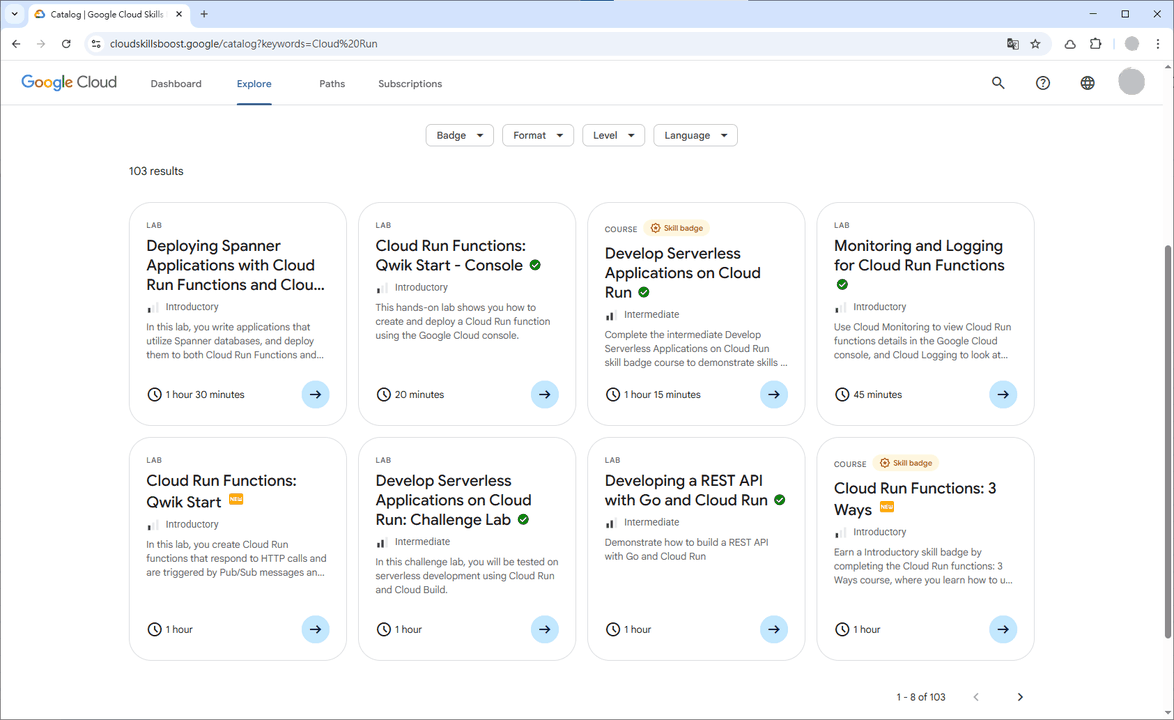 Catalog | Google Cloud Skills
cloudskillsboost.google/catalog?keywords=Cloud%20Run
Google Cloud
Dashboard
Explore
Paths
Subscriptions
Badge
Format
Level
Language
103 results
LAB
Deploying Spanner
Applications with Cloud
Run Functions and Clou...
Introductory
In this lab, you write applications that
utilize Spanner databases, and deploy
them to both Cloud Run Functions and...
1 hour 30 minutes
LAB
Cloud Run Functions:
Qwik Start - Console
Introductory
This hands-on lab shows you how to
create and deploy a Cloud Run function
using the Google Cloud console.
20 minutes
COURSE
Skill badge
Develop Serverless
Applications on Cloud
Run
Intermediate
Complete the intermediate Develop
Serverless Applications on Cloud Run
skill badge course to demonstrate skills ...
1 hour 15 minutes
LAB
Monitoring and Logging
for Cloud Run Functions
Introductory
Use Cloud Monitoring to view Cloud Run
functions details in the Google Cloud
console, and Cloud Logging to look at...
45 minutes
LAB
Cloud Run Functions:
Qwik Start NEW
Introductory
In this lab, you create Cloud Run
functions that respond to HTTP calls and
are triggered by Pub/Sub messages an...
1 hour
LAB
Develop Serverless
Applications on Cloud
Run: Challenge Lab
Intermediate
In this challenge lab, you will be tested on
serverless development using Cloud Run
and Cloud Build.
1 hour
LAB
Developing a REST API
with Go and Cloud Run
Intermediate
Demonstrate how to build a REST API
with Go and Cloud Run
1 hour
COURSE
Skill badge
Cloud Run Functions: 3
Ways NEW
Introductory
Earn a Introductory skill badge by
completing the Cloud Run functions: 3
Ways course, where you learn how to u...
1 hour
1 - 8 of 103